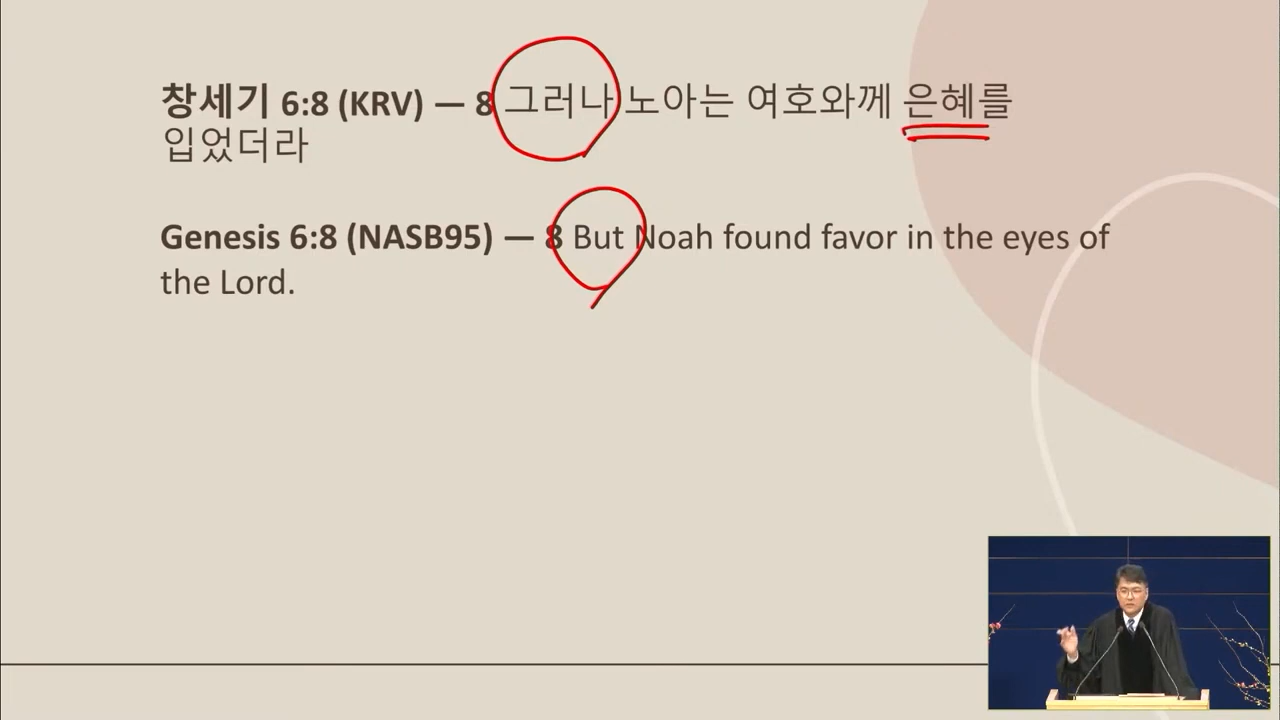 창세기 6:8 (KRV) — 8 그러나 노아는 여호와께 은혜를
입었더라
Genesis 6:8 (NASB95) — 8 But Noah found favor in the eyes of
the Lord.